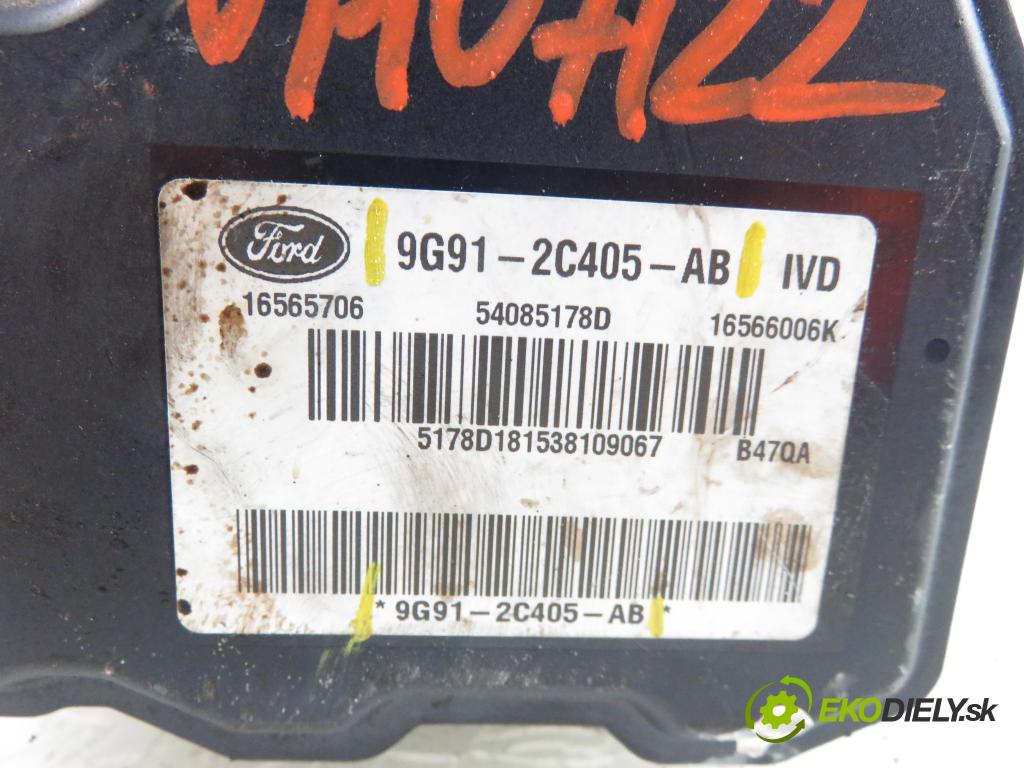 Ford 9G91-2C405-AB IVD
16565706 54085178D 16566006K
5178D181538109067 B47QA
* 9G91-2C405-AB *
EKODIELY.sk